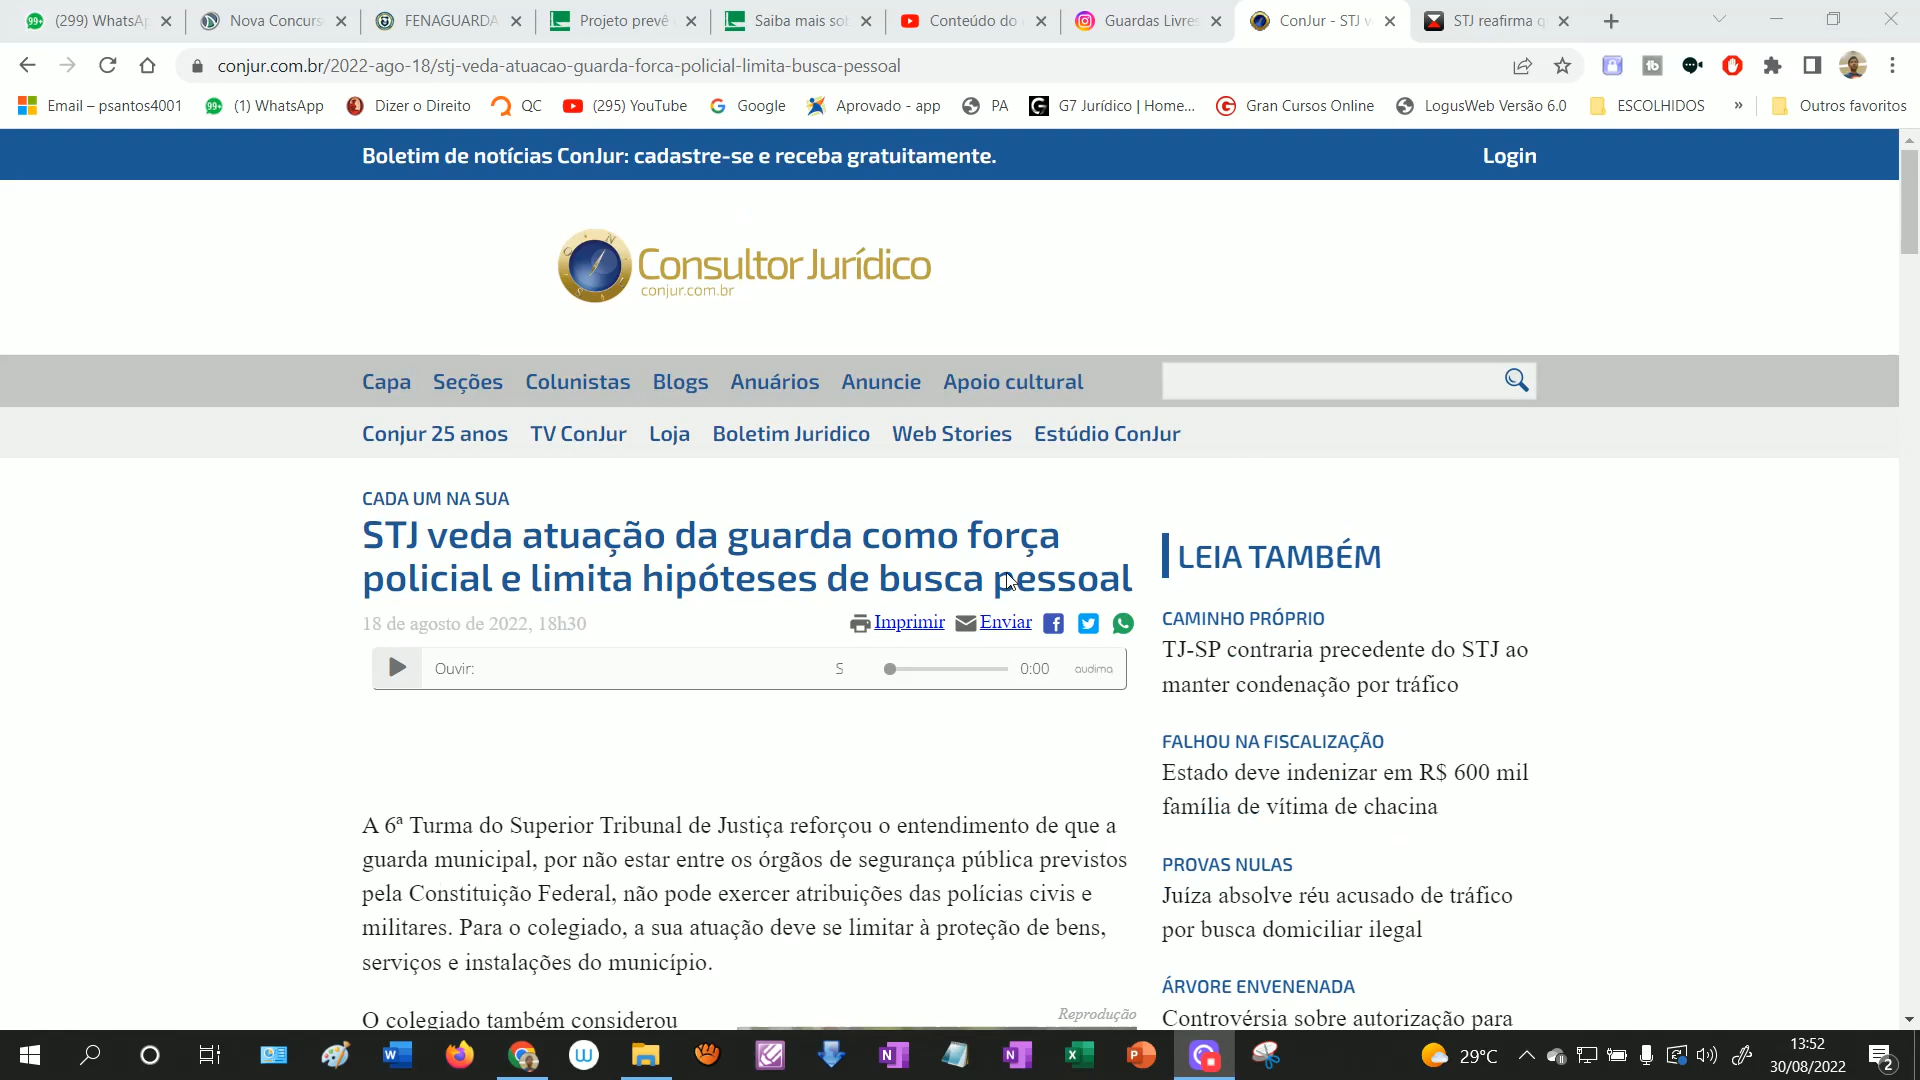 (299) WhatsAp
Nova Concurs
FENAGUARDA
Projeto prevê
Saiba mais so
Conteúdo do
Guardas Livres
ConJur - STJ v
STJ reafirma q
conjur.com.br/2022-ago-18/stj-veda-atuacao-guarda-forca-policial-limita-busca-pessoal
Email – psantos4001
(1) WhatsApp
Dizer o Direito
QC
(295) YouTube
Google
Aprovado - app
PA
G7 Jurídico | Home...
Gran Cursos Online
LogusWeb Versão 6.0
ESCOLHIDOS
»
Outros favoritos
Boletim de notícias ConJur: cadastre-se e receba gratuitamente.
Login
Consultor Jurídico
conjur.com.br
Capa Seções Colunistas Blogs Anuários Anuncie Apoio cultural
Conjur 25 anos TV ConJur Loja Boletim Juridico Web Stories Estúdio ConJur
CADA UM NA SUA
STJ veda atuação da guarda como força
policial e limita hipóteses de busca pessoal
18 de agosto de 2022, 18h30
Imprimir Enviar
Ouvir:
S
0:00
audima
A 6ª Turma do Superior Tribunal de Justiça reforçou o entendimento de que a
guarda municipal, por não estar entre os órgãos de segurança pública previstos
pela Constituição Federal, não pode exercer atribuições das polícias civis e
militares. Para o colegiado, a sua atuação deve se limitar à proteção de bens,
serviços e instalações do município.
O colegiado também considerou
Reprodução
LEIA TAMBÉM
CAMINHO PRÓPRIO
TJ-SP contraria precedente do STJ ao
manter condenação por tráfico
FALHOU NA FISCALIZAÇÃO
Estado deve indenizar em R$ 600 mil
família de vítima de chacina
PROVAS NULAS
Juíza absolve réu acusado de tráfico
por busca domiciliar ilegal
ÁRVORE ENVENENADA
Controvérsia sobre autorização para
29°C
13:52
30/08/2022
2